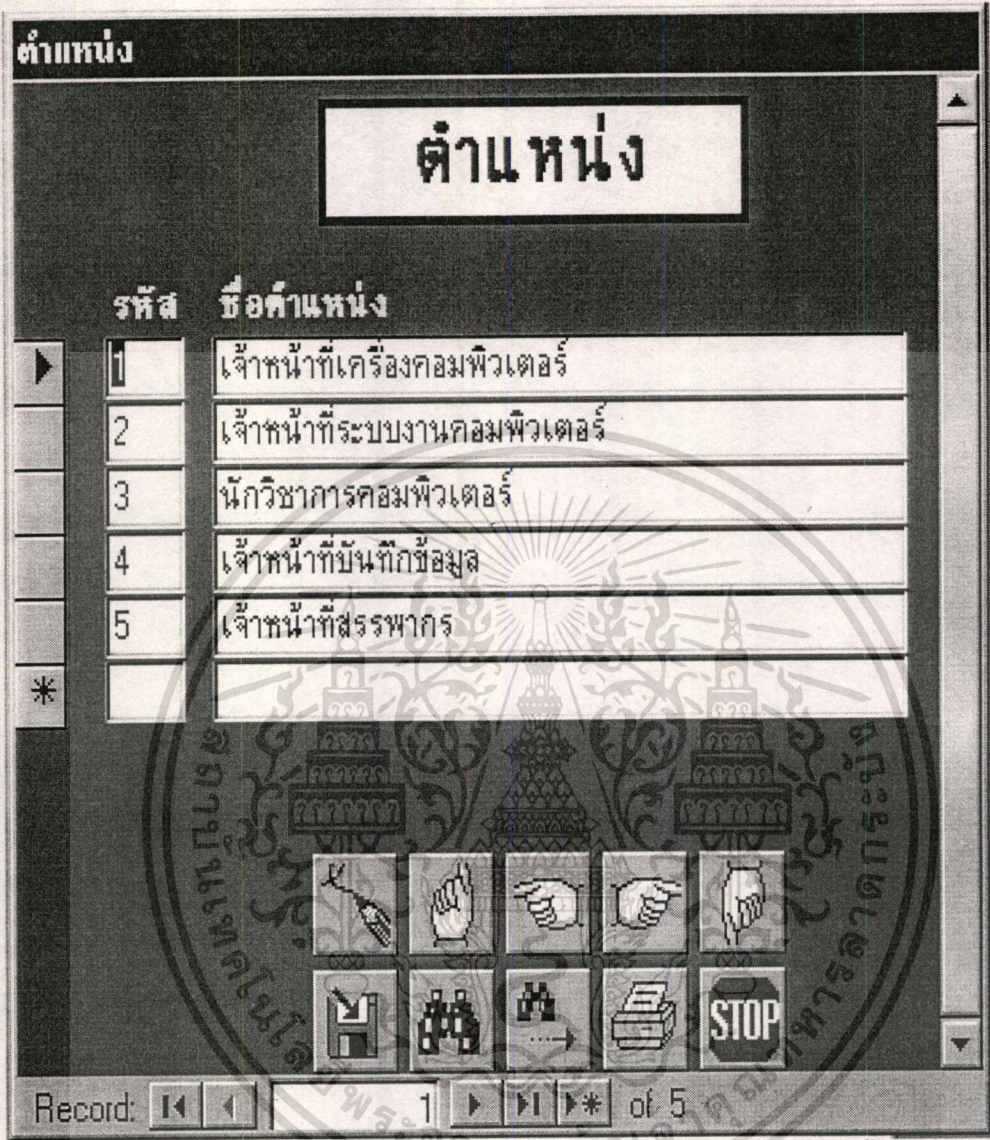 ตำแหน่ง
ตำแหน่ง
รหัส ชื่อตำแหน่ง
1 เจ้าหน้าที่เครื่องคอมพิวเตอร์
2 เจ้าหน้าที่ระบบงานคอมพิวเตอร์
3 นักวิชาการคอมพิวเตอร์
4 เจ้าหน้าที่บันทึกข้อมูล
5 เจ้าหน้าที่สรรพากร
STOP
Record: 1 of 5